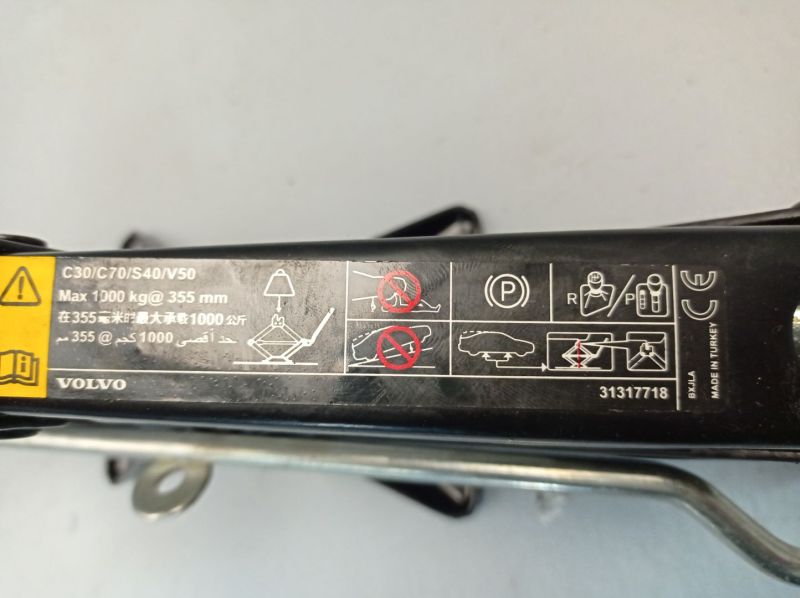 C30/C70/S40/V50
Max 1000 kg@ 355 mm
在355毫米时最大承载1000公斤
حد أقصى 1000 كجم @ 355 مم
VOLVO
P
R
/P
31317718
CE
BXJLA
MADE IN TURKEY